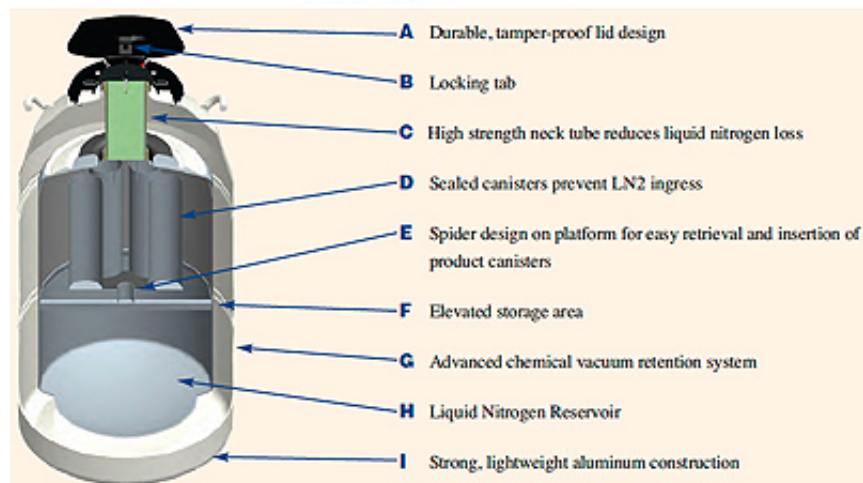 A Durable, tamper-proof lid design
B Locking tab
C High strength neck tube reduces liquid nitrogen loss
D Sealed canisters prevent LN2 ingress
E Spider design on platform for easy retrieval and insertion of
product canisters
F Elevated storage area
G Advanced chemical vacuum retention system
H Liquid Nitrogen Reservoir
I Strong, lightweight aluminum construction